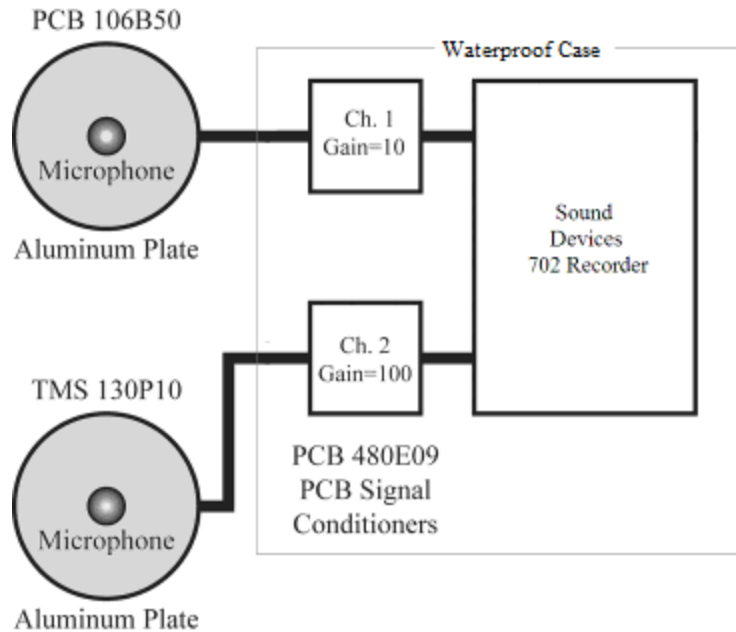 PCB 106B50
Microphone
Aluminum Plate
Waterproof Case
Ch. 1
Gain=10
Sound
Devices
702 Recorder
Ch. 2
Gain=100
TMS 130P10
Microphone
Aluminum Plate
PCB 480E09
PCB Signal
Conditioners